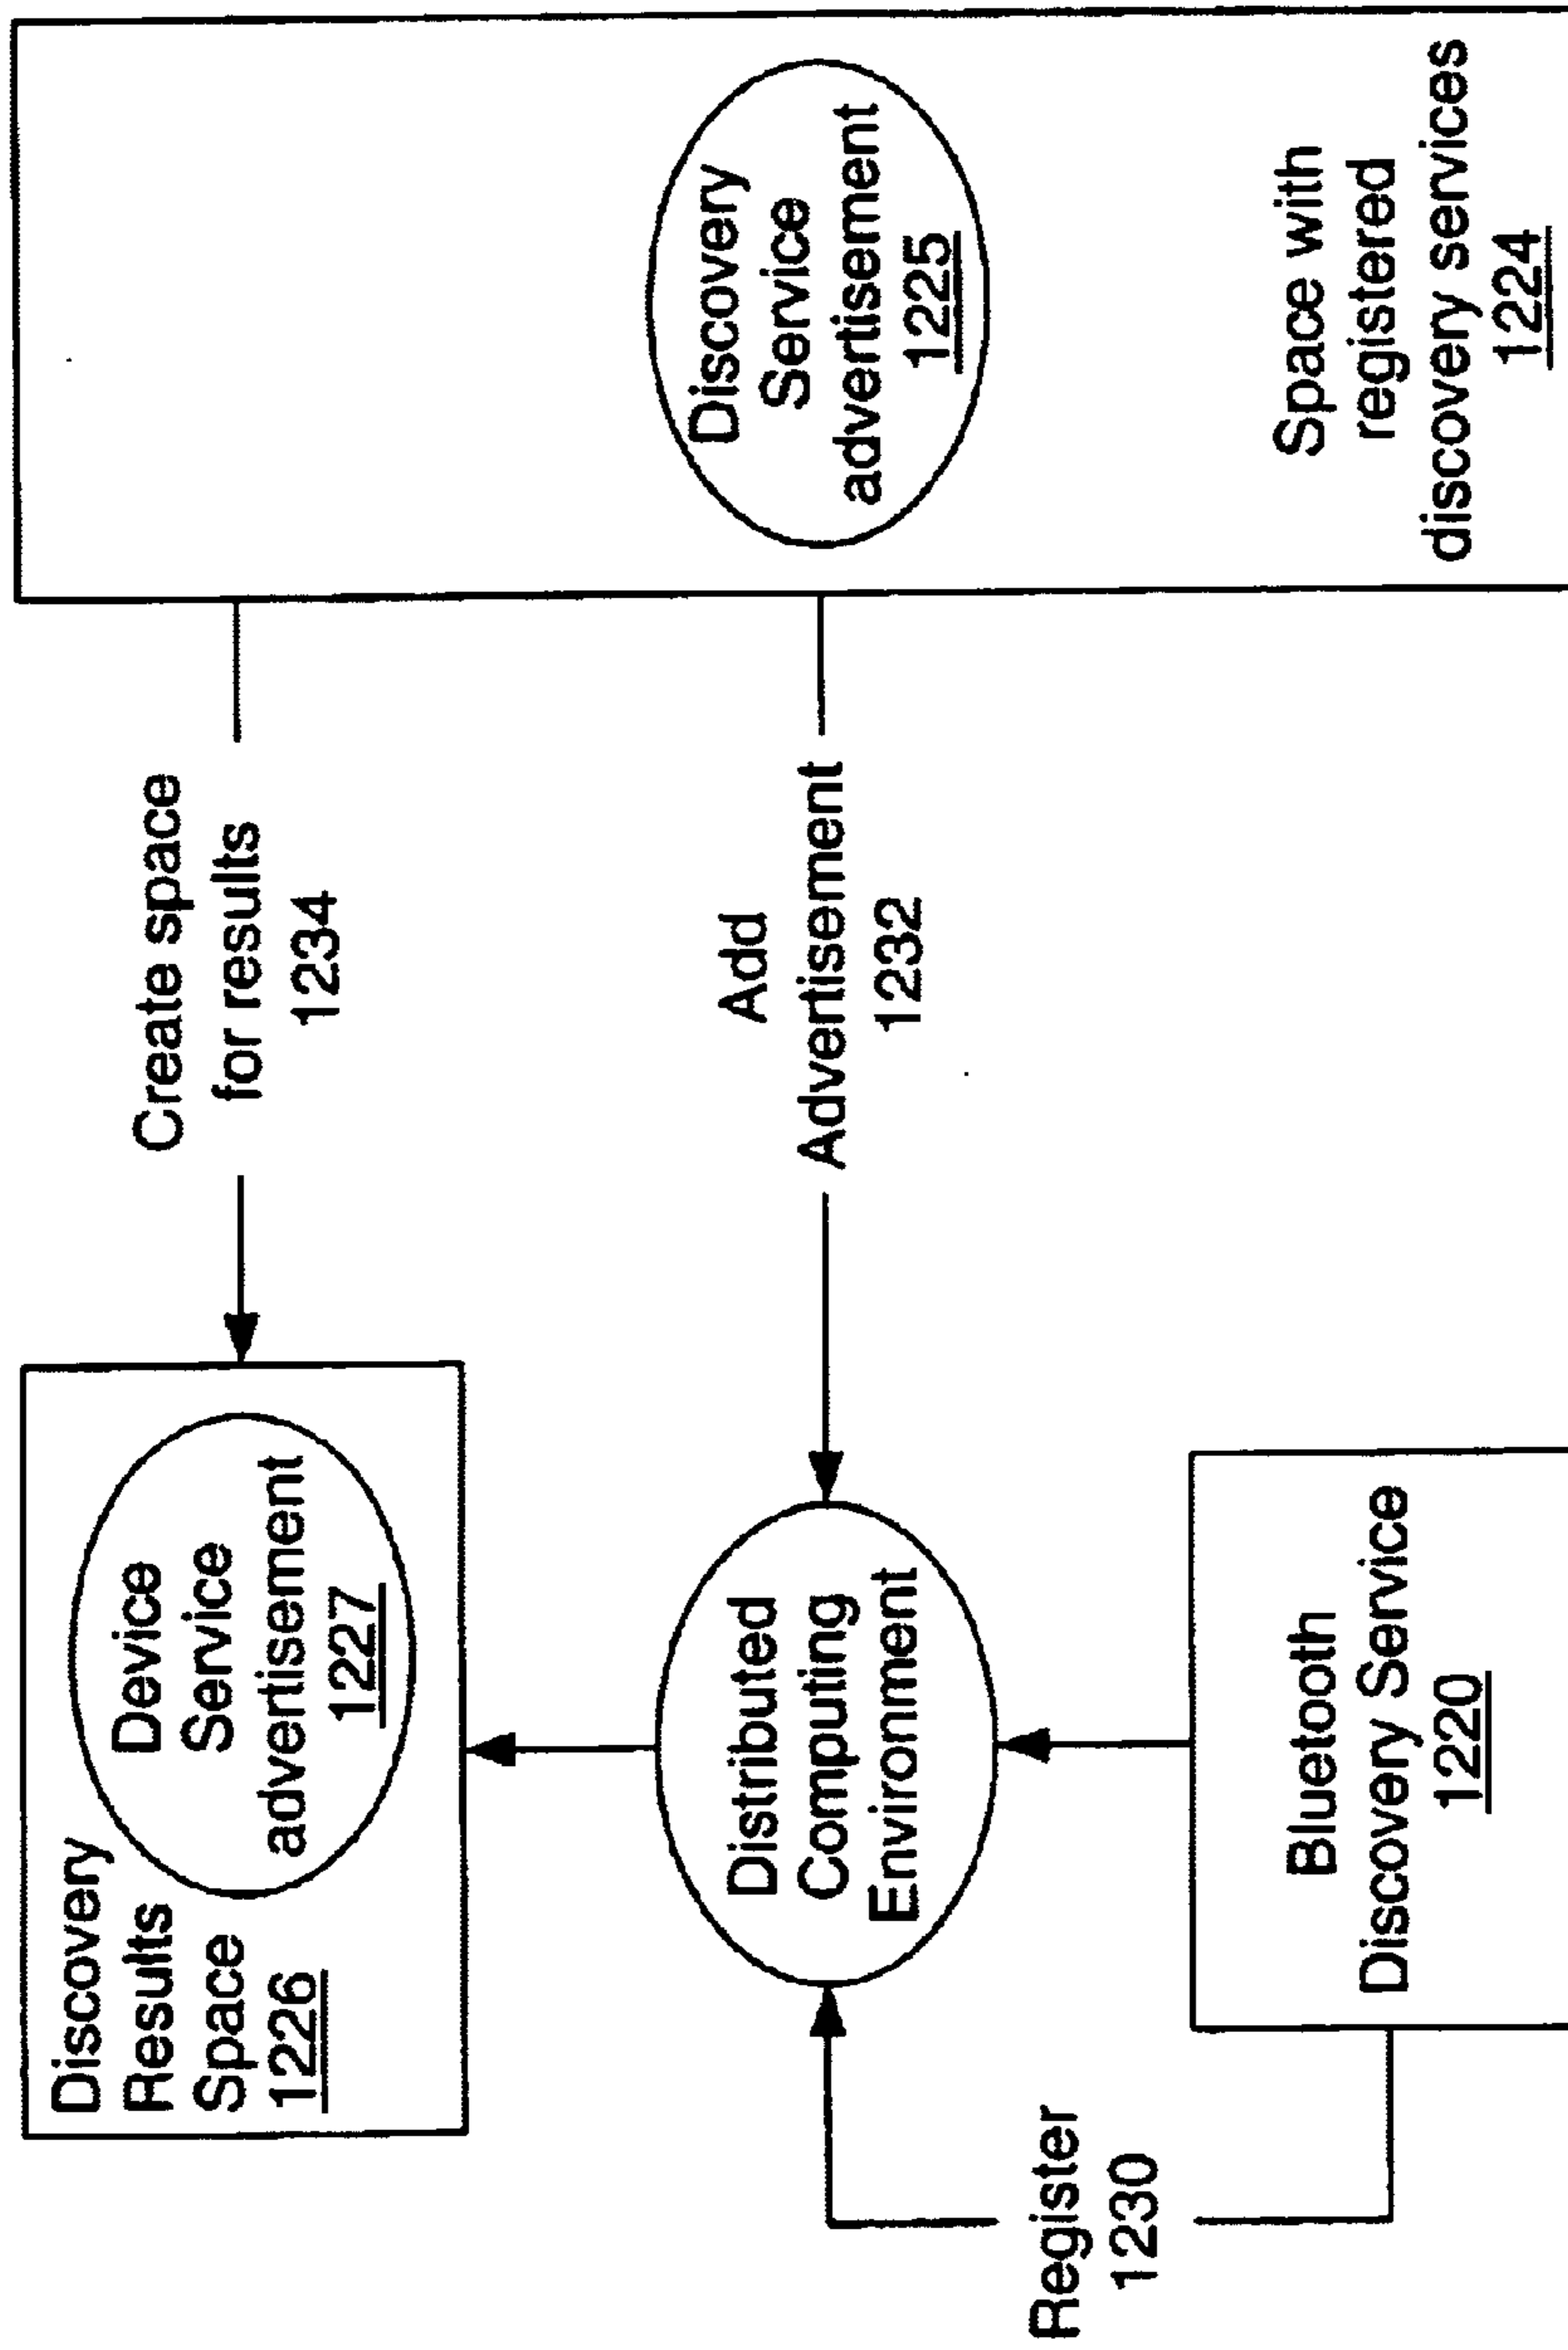 Discovery
Results
Space
1226
Device
Service
advertisement
1227
Create space
for results
1234
Distributed
Computing
Environment
Add
Advertisement
1232
Discovery
Service
advertisement
1225
Register
1230
Bluetooth
Discovery Service
1220
Space with
registered
discovery services
1224